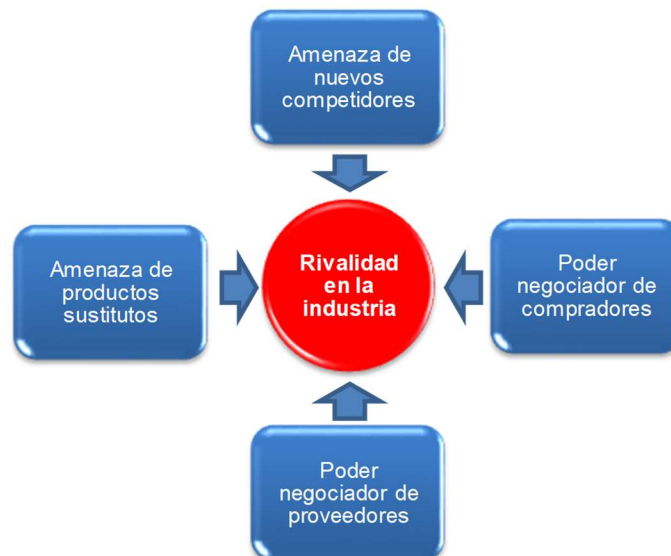 Amenaza de
nuevos
competidores
Amenaza de
productos
sustitutos
Rivalidad
en la
industria
Poder
negociador de
compradores
Poder
negociador de
proveedores